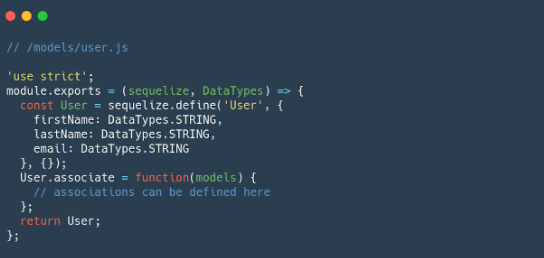 // /models/user.js
'use strict';
module.exports = (sequelize, DataTypes) => {
  const User = sequelize.define('User', {
    firstName: DataTypes.STRING,
    lastName: DataTypes.STRING,
    email: DataTypes.STRING
  }, {});
  User.associate = function(models) {
    // associations can be defined here
  };
  return User;
};